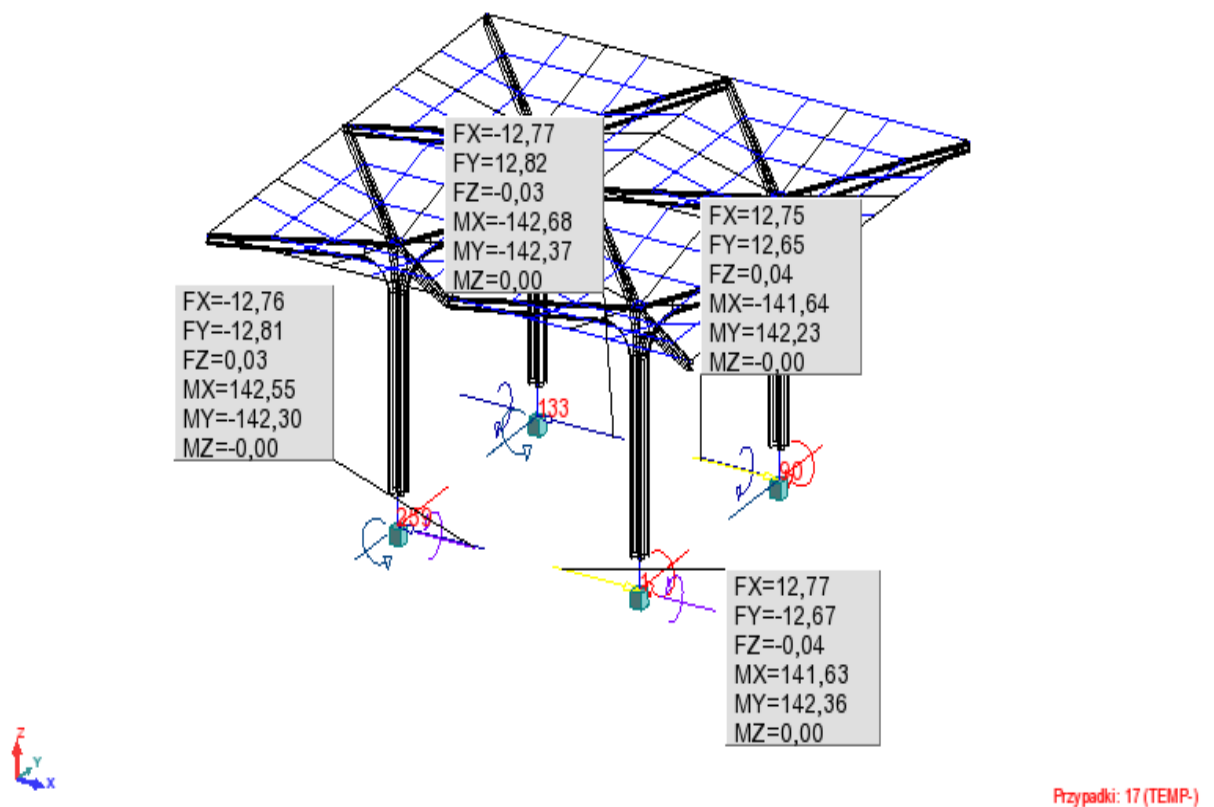 FX=-12,77
FY=12,82
FZ=-0,03
MX=-142,68
MY=-142,37
MZ=0,00
FX=12,75
FY=12,65
FZ=0,04
MX=-141,64
MY=142,23
MZ=-0,00
FX=-12,76
FY=-12,81
FZ=0,03
MX=142,55
MY=-142,30
MZ=-0,00
133
90
259
1
FX=12,77
FY=-12,67
FZ=-0,04
MX=141,63
MY=142,36
MZ=0,00
Z
Y
X
Przypadki: 17 (TEMP-)